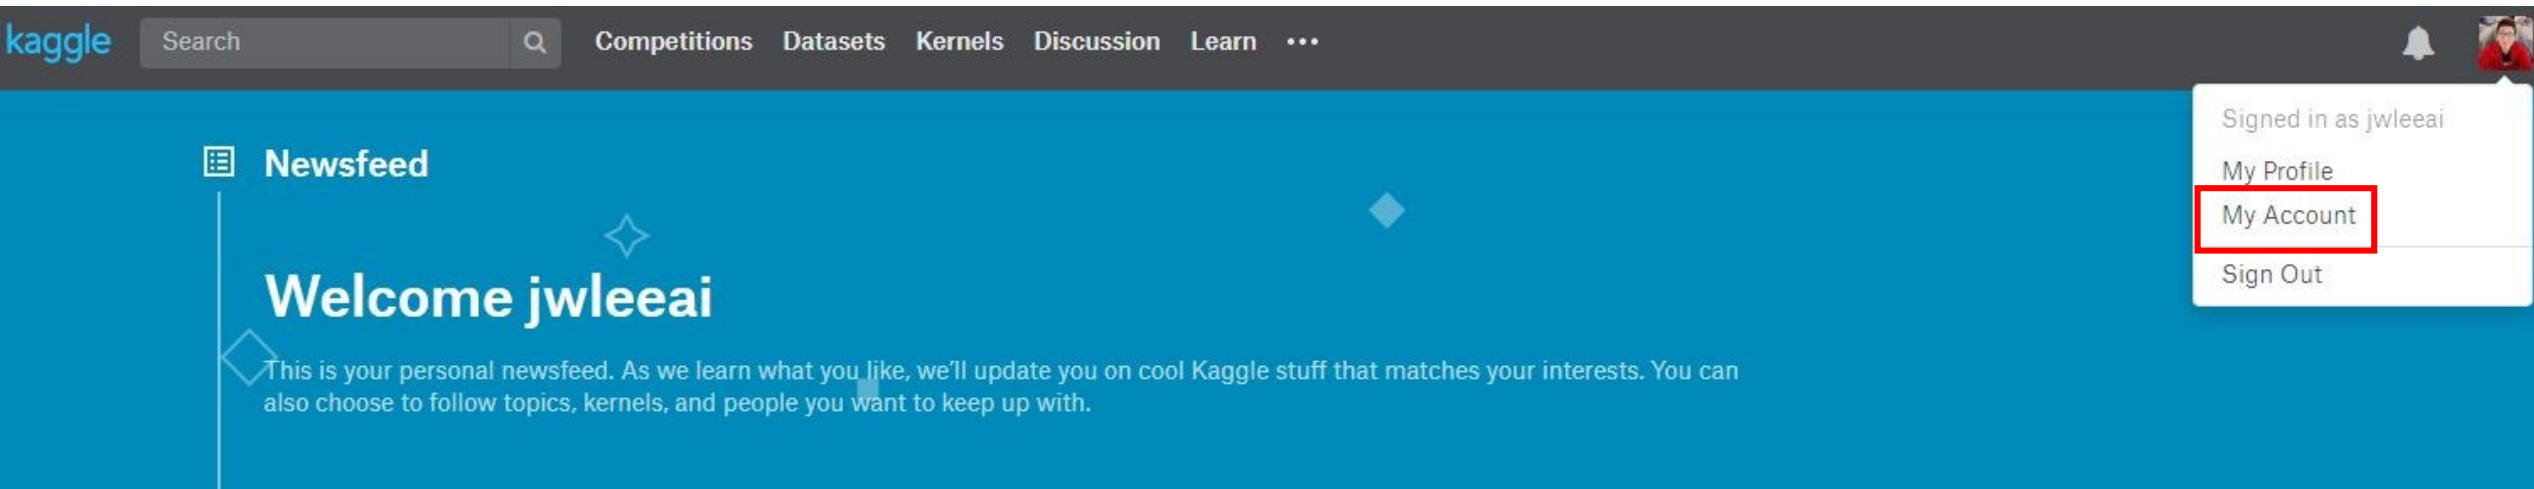 kaggle Search Competitions Datasets Kernels Discussion Learn •••
Signed in as jwleeai
My Profile
My Account
Sign Out
Newsfeed
Welcome jwleeai
This is your personal newsfeed. As we learn what you like, we'll update you on cool Kaggle stuff that matches your interests. You can
also choose to follow topics, kernels, and people you want to keep up with.